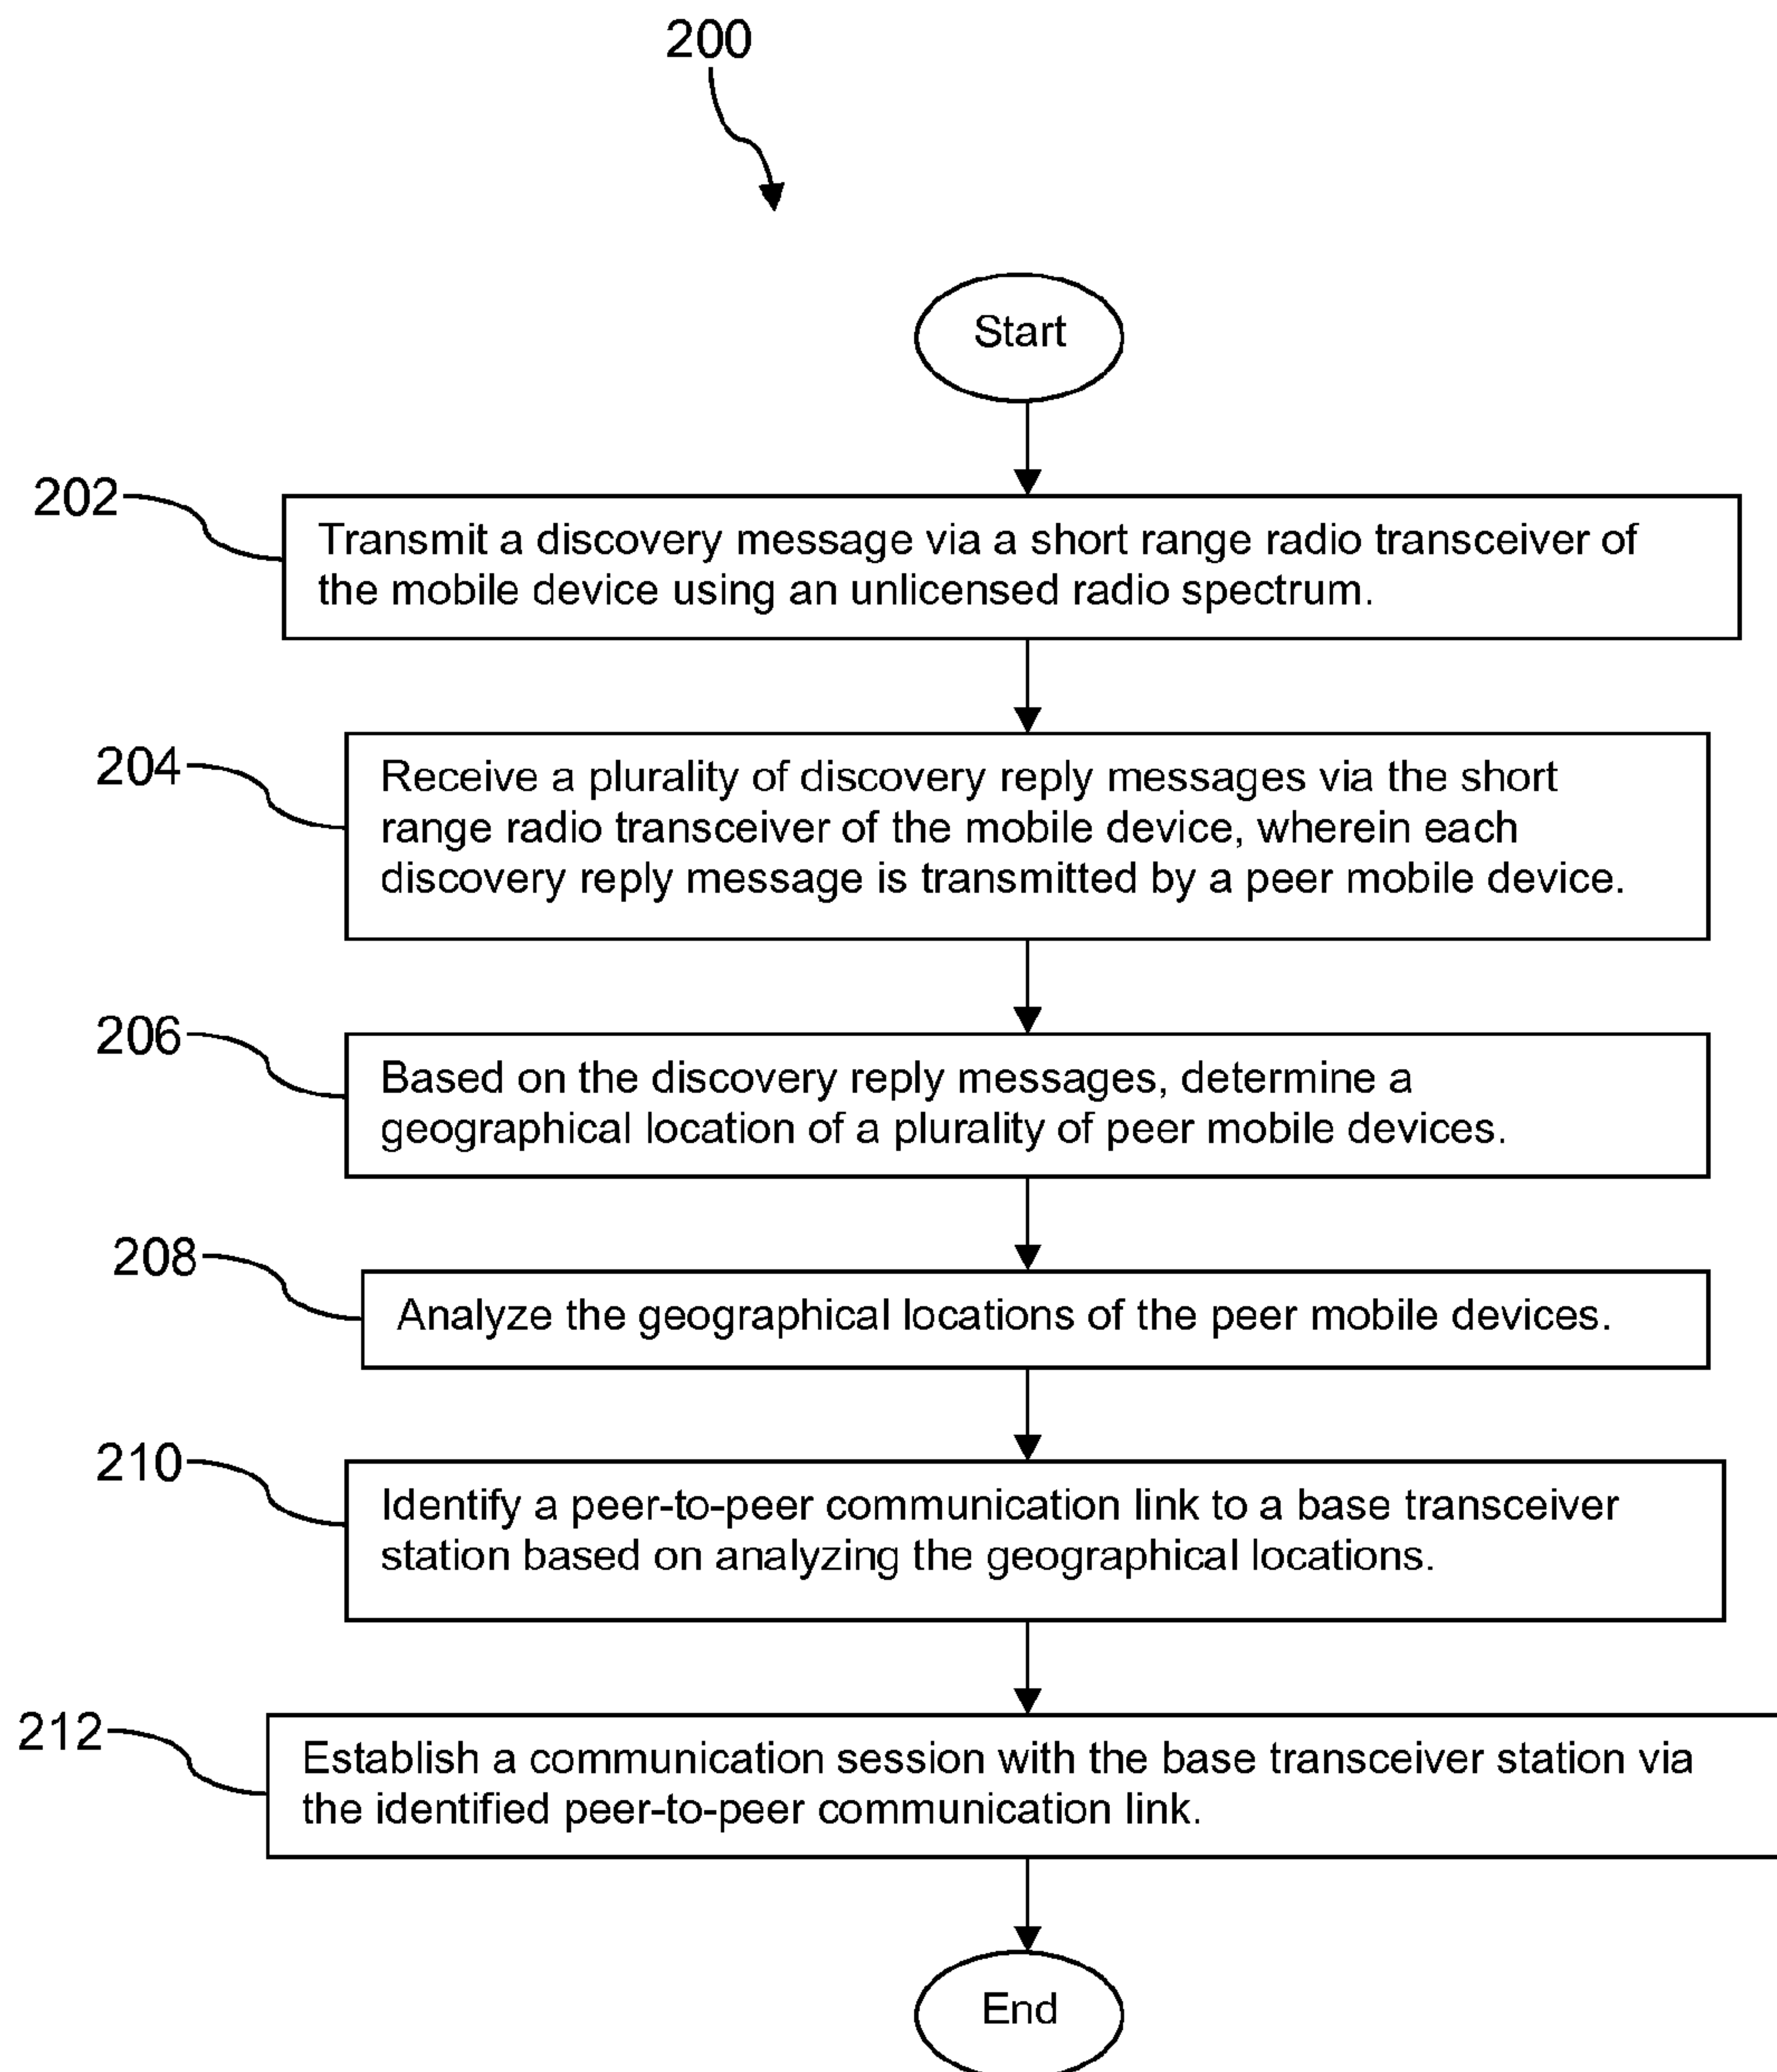 200
Start
202
Transmit a discovery message via a short range radio transceiver of
the mobile device using an unlicensed radio spectrum.
204
Receive a plurality of discovery reply messages via the short
range radio transceiver of the mobile device, wherein each
discovery reply message is transmitted by a peer mobile device.
206
Based on the discovery reply messages, determine a
geographical location of a plurality of peer mobile devices.
208
Analyze the geographical locations of the peer mobile devices.
210
Identify a peer-to-peer communication link to a base transceiver
station based on analyzing the geographical locations.
212
Establish a communication session with the base transceiver station via
the identified peer-to-peer communication link.
End